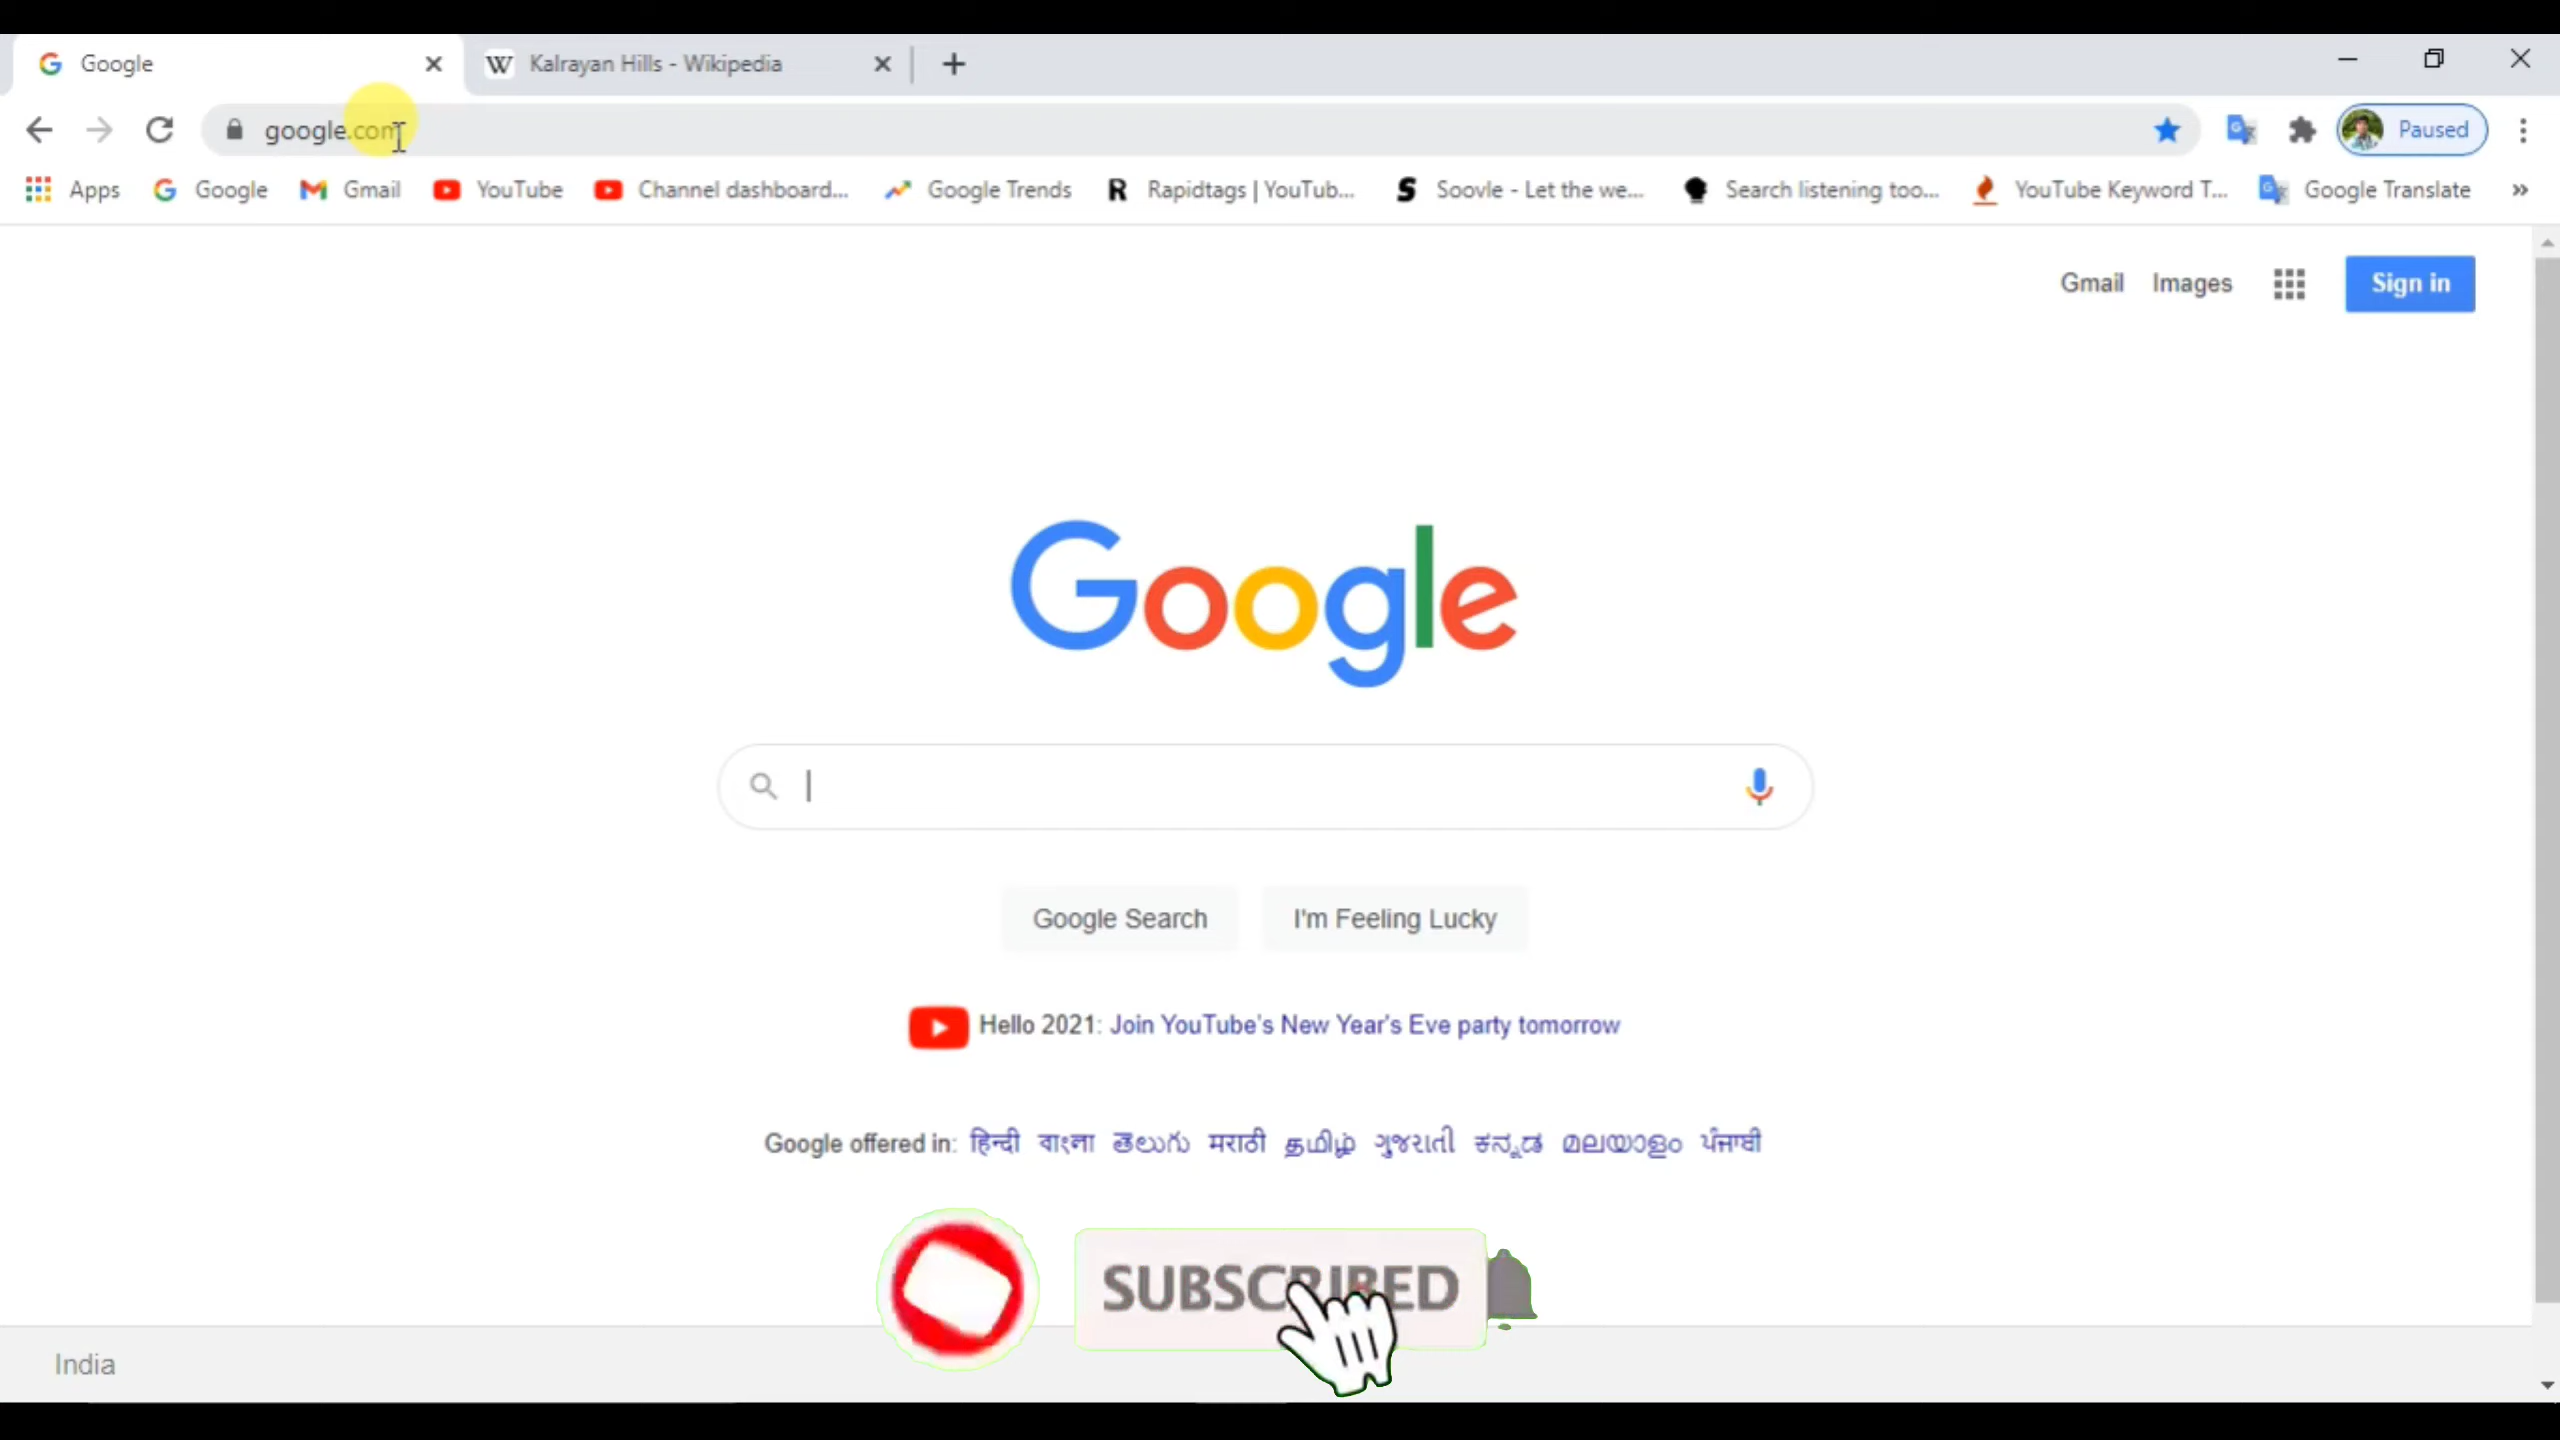 Google
Kalrayan Hills - Wikipedia
google.com
Paused
Apps Google Gmail YouTube Channel dashboard... Google Trends Rapidtags | YouTub... Soovle - Let the we... Search listening too... YouTube Keyword T... Google Translate »
Gmail Images Sign in
Google
Google Search I'm Feeling Lucky
Hello 2021: Join YouTube's New Year's Eve party tomorrow
Google offered in: हिन्दी বাংলা తెలుగు मराठी தமிழ் ગુજરાતી ಕನ್ನಡ മലയാളം ਪੰਜਾਬੀ
SUBSCRIBED
India